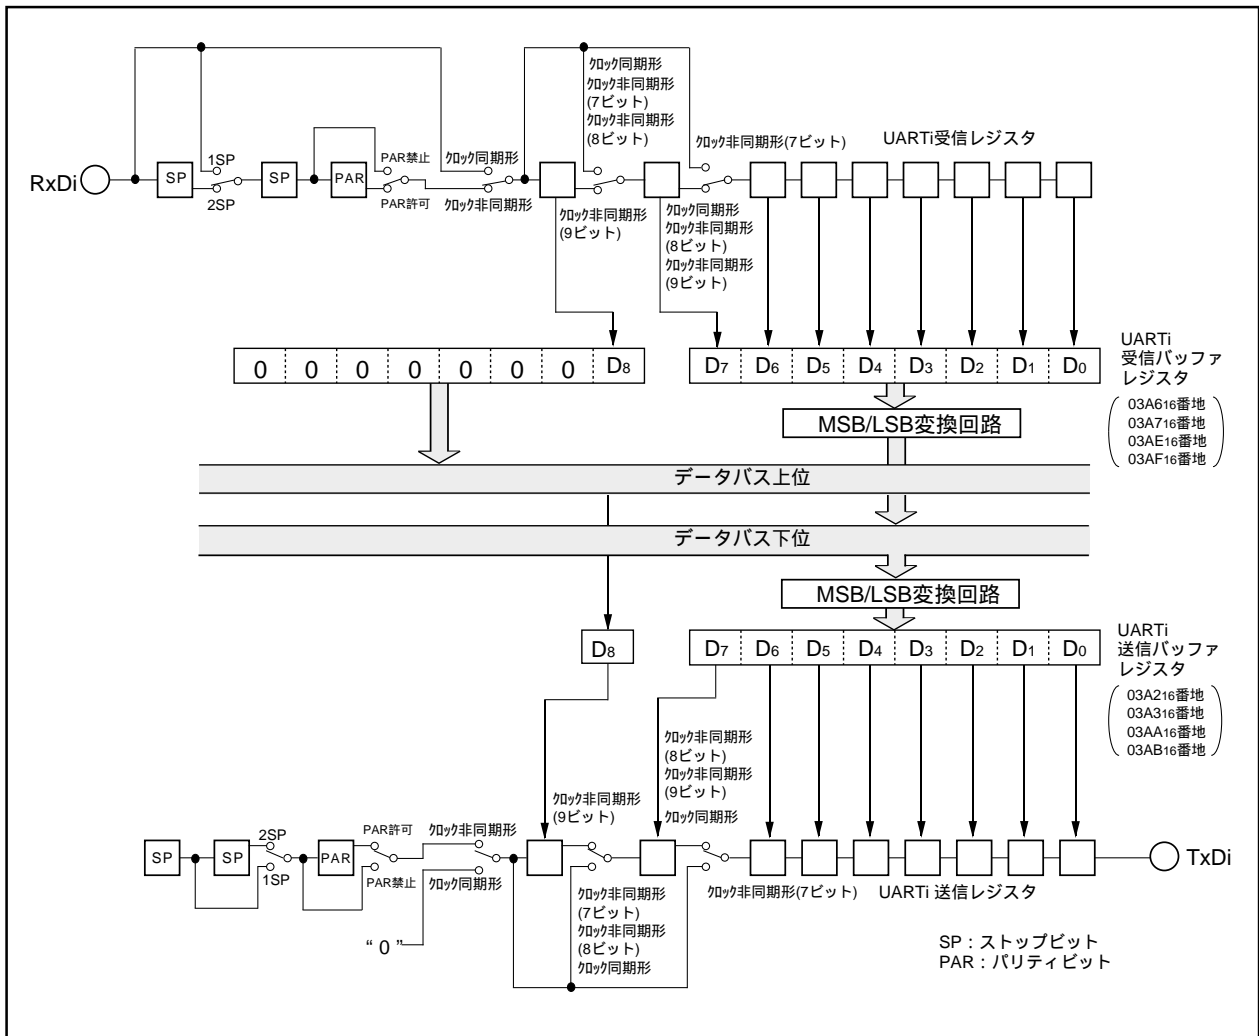 クロック同期形
クロック非同期形
(7ビット)
クロック非同期形
(8ビット)
クロック非同期形(7ビット)
UARTi受信レジスタ
RxDi
SP
1SP
2SP
SP
PAR
PAR禁止
PAR許可
クロック同期形
クロック非同期形
クロック非同期形
(9ビット)
クロック同期形
クロック非同期形
(8ビット)
クロック非同期形
(9ビット)
0 0 0 0 0 0 0 D8
D7 D6 D5 D4 D3 D2 D1 D0
UARTi
受信バッファ
レジスタ
03A616番地
03A716番地
03AE16番地
03AF16番地
MSB/LSB変換回路
データバス上位
データバス下位
MSB/LSB変換回路
D8
D7 D6 D5 D4 D3 D2 D1 D0
UARTi
送信バッファ
レジスタ
03A216番地
03A316番地
03AA16番地
03AB16番地
クロック非同期形
(8ビット)
クロック非同期形
(9ビット)
クロック同期形
クロック非同期形
(9ビット)
SP
SP
2SP
1SP
PAR
PAR許可
PAR禁止
クロック非同期形
クロック同期形
“0”
クロック非同期形
(7ビット)
クロック非同期形
(8ビット)
クロック同期形
クロック非同期形(7ビット)
UARTi 送信レジスタ
TxDi
SP：ストップビット
PAR：パリティビット